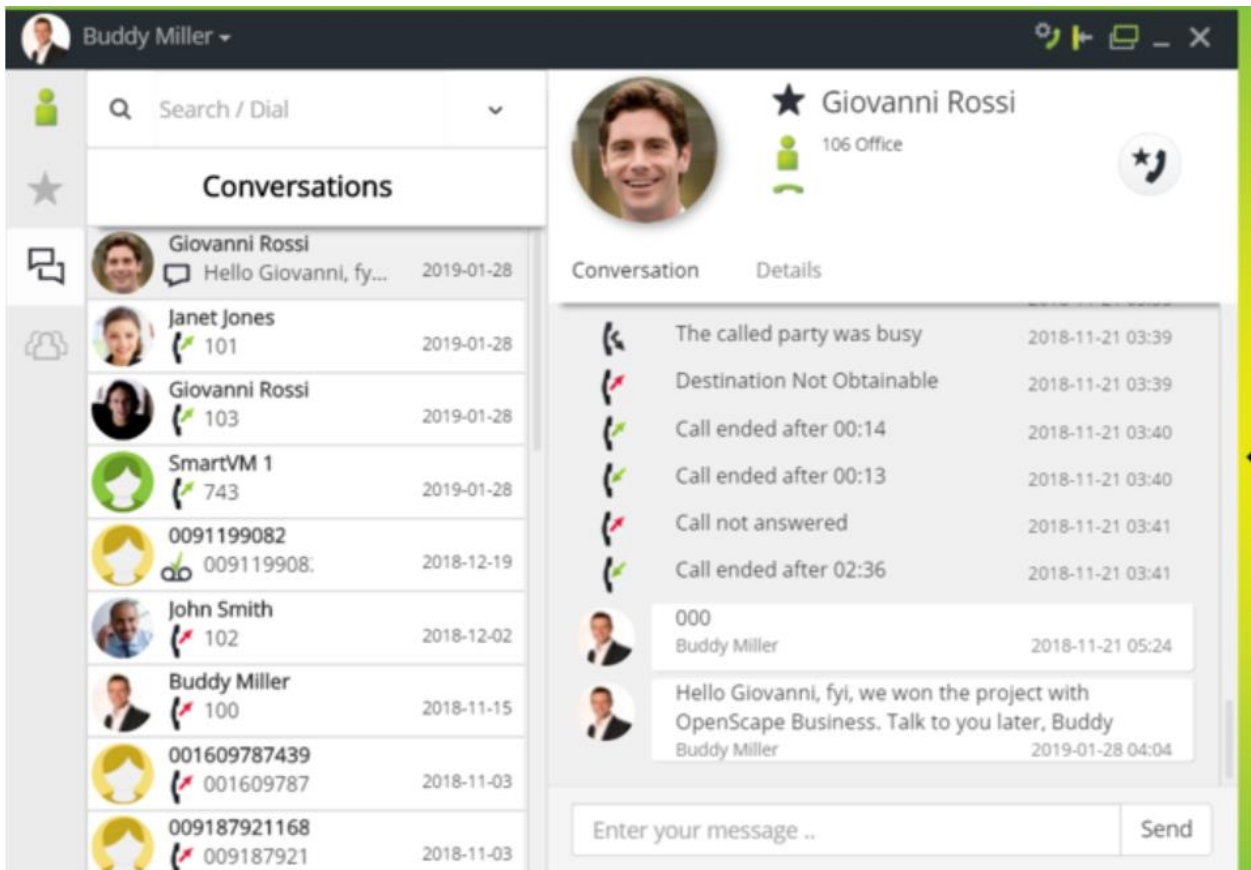 Buddy Miller
Search / Dial
Conversations
Giovanni Rossi
Hello Giovanni, fy... 2019-01-28
Janet Jones
101 2019-01-28
Giovanni Rossi
103 2019-01-28
SmartVM 1
743 2019-01-28
0091199082
009119908 2018-12-19
John Smith
102 2018-12-02
Buddy Miller
100 2018-11-15
001609787439
001609787 2018-11-03
009187921168
009187921 2018-11-03
Giovanni Rossi
106 Office
Conversation Details
The called party was busy 2018-11-21 03:39
Destination Not Obtainable 2018-11-21 03:39
Call ended after 00:14 2018-11-21 03:40
Call ended after 00:13 2018-11-21 03:40
Call not answered 2018-11-21 03:41
Call ended after 02:36 2018-11-21 03:41
000
Buddy Miller 2018-11-21 05:24
Hello Giovanni, fyi, we won the project with
OpenScape Business. Talk to you later, Buddy
Buddy Miller 2019-01-28 04:04
Enter your message .. Send